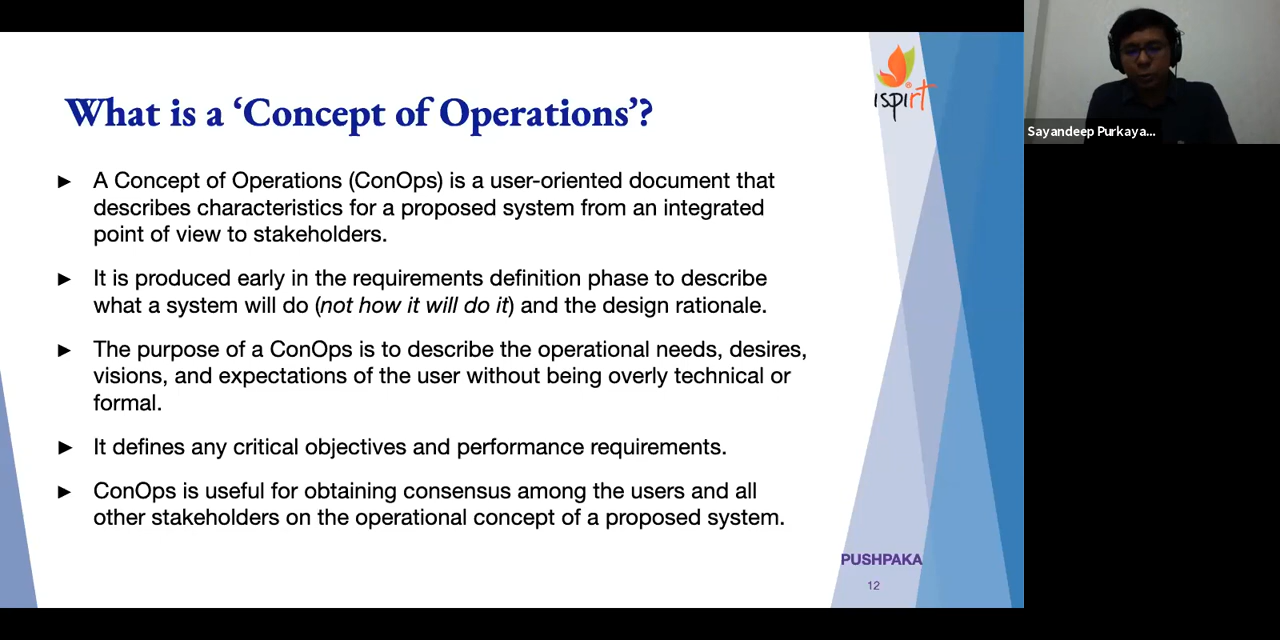 What is a ‘Concept of Operations’?
ispirt
Sayandeep Purkaya...
► A Concept of Operations (ConOps) is a user-oriented document that
describes characteristics for a proposed system from an integrated
point of view to stakeholders.
► It is produced early in the requirements definition phase to describe
what a system will do (not how it will do it) and the design rationale.
► The purpose of a ConOps is to describe the operational needs, desires,
visions, and expectations of the user without being overly technical or
formal.
► It defines any critical objectives and performance requirements.
► ConOps is useful for obtaining consensus among the users and all
other stakeholders on the operational concept of a proposed system.
PUSHPAKA
12